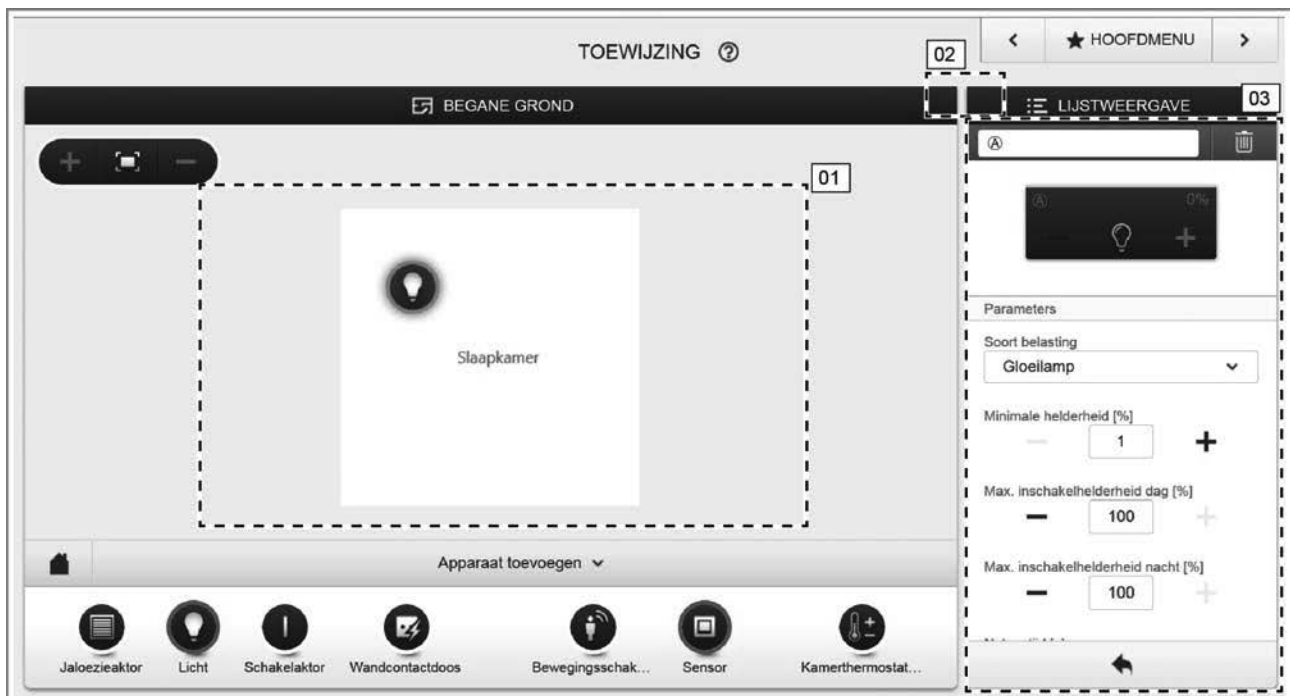 TOEWIJZING ?
< ★ HOOFDMENU >
02
BEGANE GROND
LIJSTWEERGAVE
03
Ⓐ
01
Ⓐ 0%
Slaapkamer
Parameters
Soort belasting
Gloeilamp
Minimale helderheid [%]
1
Max. inschakelhelderheid dag [%]
100
Max. inschakelhelderheid nacht [%]
100
Apparaat toevoegen
Jaloezieaktor
Licht
Schakelaktor
Wandcontactdoos
Bewegingsschak...
Sensor
Kamerthermostat...